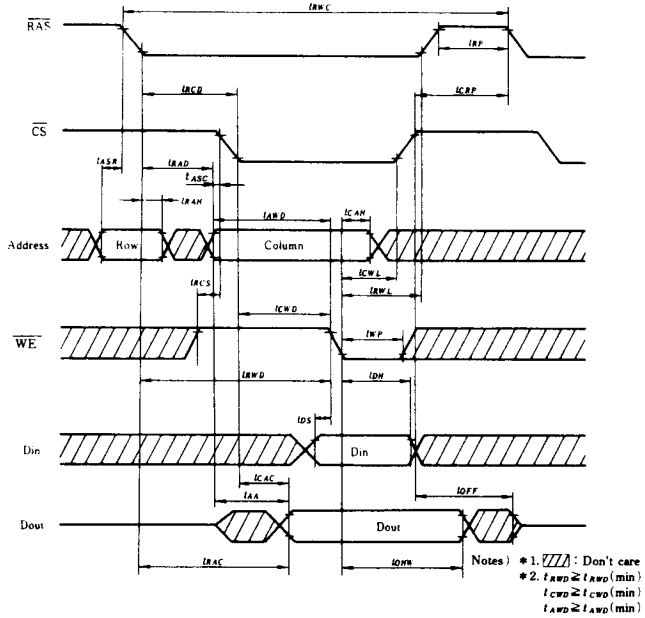 tRWC
RAS
tRP
tRCD
tCRP
CS
tASR
tRAD
tASC
tRAH
tAWD
tCAH
Address
Row
Column
tRCS
tCWL
tRWL
tCWD
WE
tWP
tRWD
tDH
tDS
Din
Din
tCAC
tAA
tOFF
Dout
Dout
tRAC
tOHW
Notes) *1. : Don't care
*2. tRWD ≧ tRWD (min)
tCWD ≧ tCWD (min)
tAWD ≧ tAWD (min)